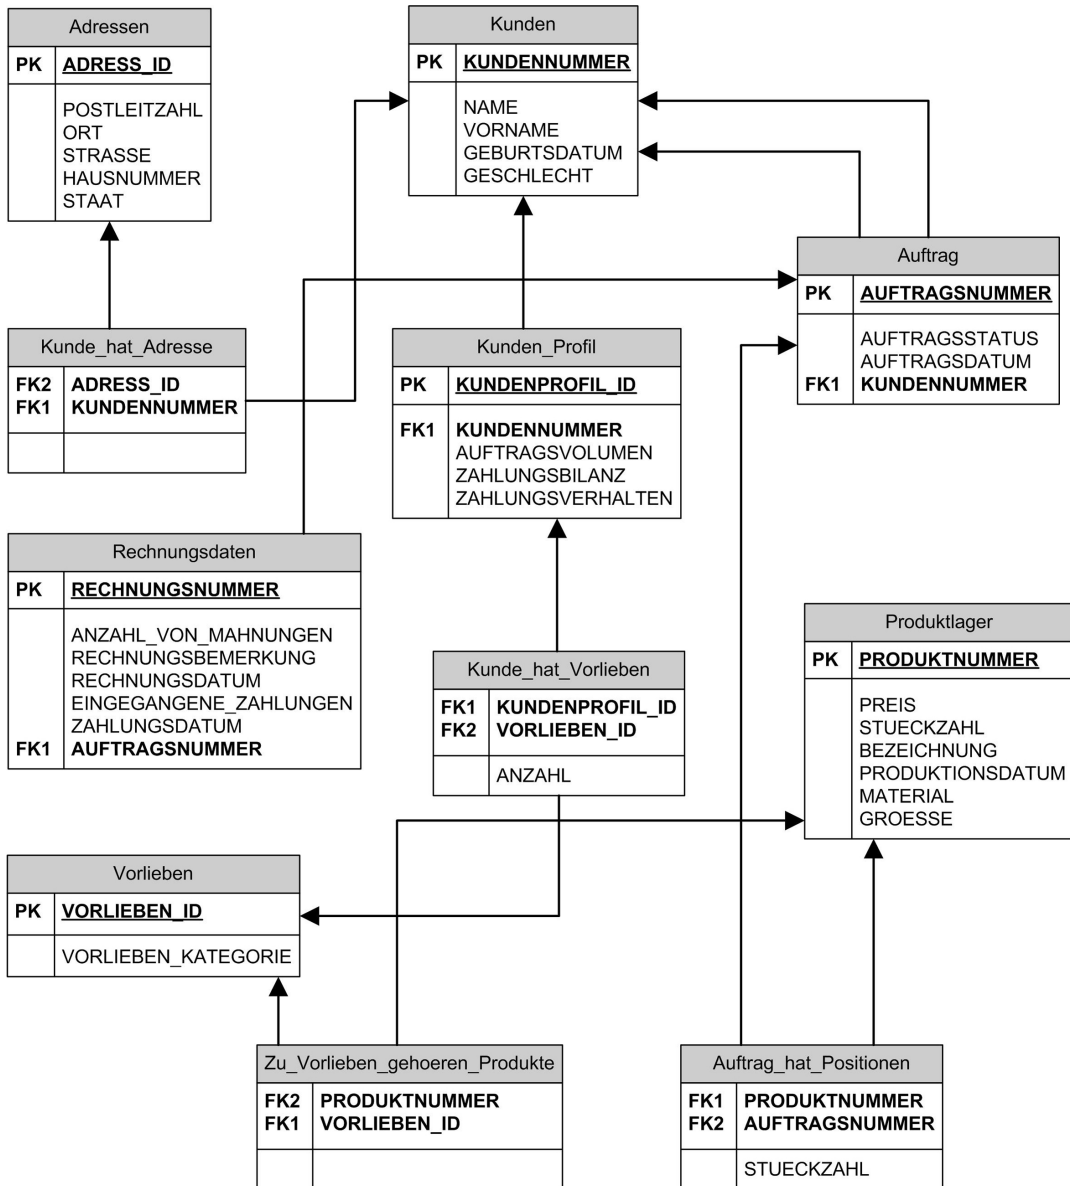 Adressen
PK ADRESS_ID
POSTLEITZAHL
ORT
STRASSE
HAUSNUMMER
STAAT
Kunden
PK KUNDENNUMMER
NAME
VORNAME
GEBURTSDATUM
GESCHLECHT
Auftrag
PK AUFTRAGSNUMMER
AUFTRAGSSTATUS
AUFTRAGSDATUM
FK1 KUNDENNUMMER
Kunde_hat_Adresse
FK2 ADRESS_ID
FK1 KUNDENNUMMER
Kunden_Profil
PK KUNDENPROFIL_ID
FK1 KUNDENNUMMER
AUFTRAGSVOLUMEN
ZAHLUNGSBILANZ
ZAHLUNGSVERHALTEN
Rechnungsdaten
PK RECHNUNGSNUMMER
ANZAHL_VON_MAHNUNGEN
RECHNUNGSBEMERKUNG
RECHNUNGSDATUM
EINGEGANGENE_ZAHLUNGEN
ZAHLUNGSDATUM
FK1 AUFTRAGSNUMMER
Kunde_hat_Vorlieben
FK1 KUNDENPROFIL_ID
FK2 VORLIEBEN_ID
ANZAHL
Produktlager
PK PRODUKTNUMMER
PREIS
STUECKZAHL
BEZEICHNUNG
PRODUKTIONSDATUM
MATERIAL
GROESSE
Vorlieben
PK VORLIEBEN_ID
VORLIEBEN_KATEGORIE
Zu_Vorlieben_gehoeren_Produkte
FK2 PRODUKTNUMMER
FK1 VORLIEBEN_ID
Auftrag_hat_Positionen
FK1 PRODUKTNUMMER
FK2 AUFTRAGSNUMMER
STUECKZAHL